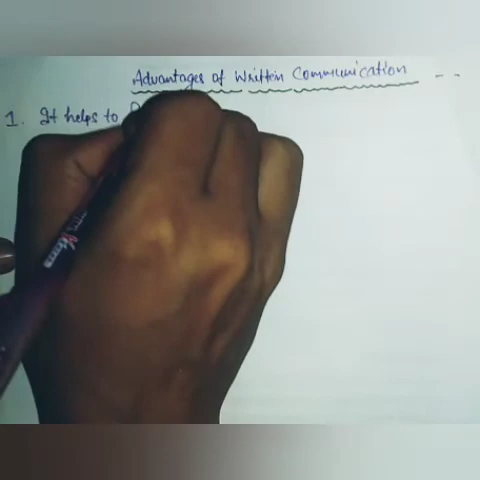 Advantages of Written Communication --
1. It helps to